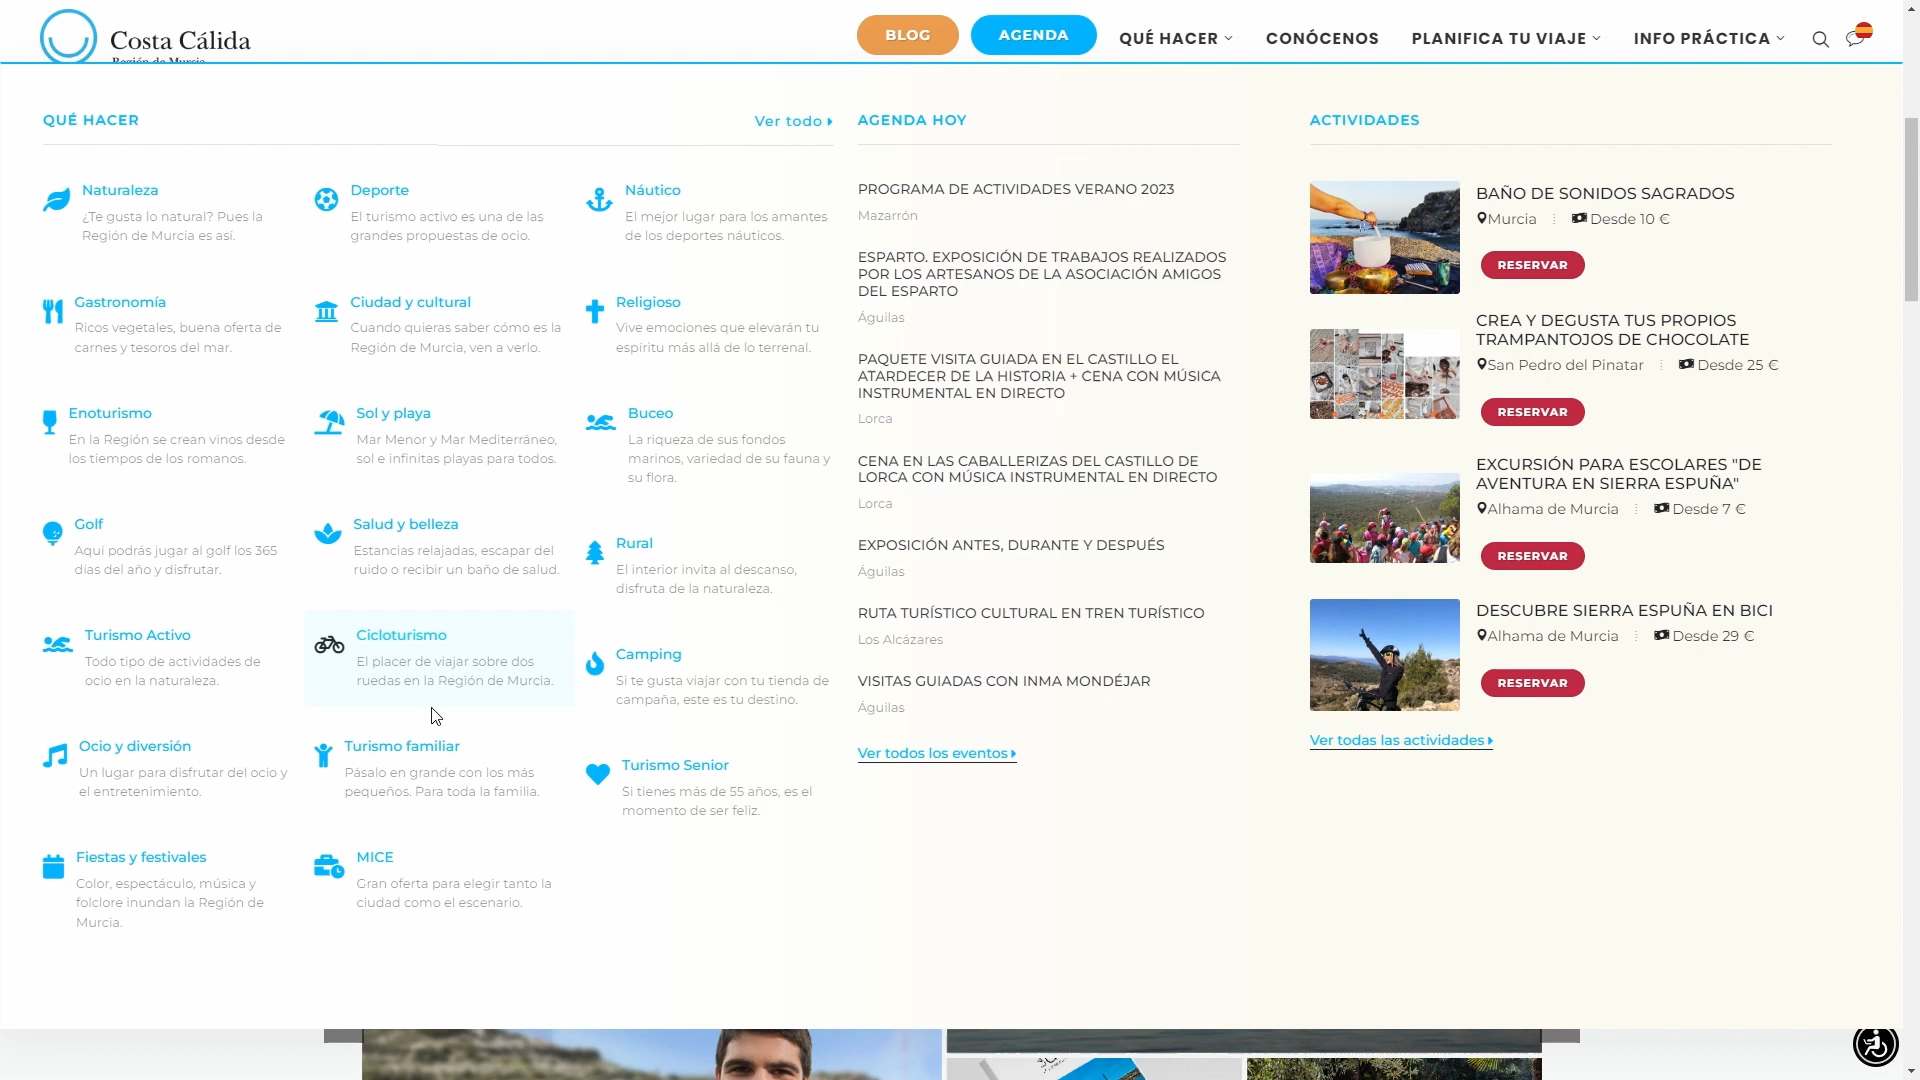 Costa Cálida
Región de Murcia
BLOG
AGENDA
QUÉ HACER
CONÓCENOS
PLANIFICA TU VIAJE
INFO PRÁCTICA
QUÉ HACER
Ver todo
Naturaleza
¿Te gusta lo natural? Pues la
Región de Murcia es así.
Deporte
El turismo activo es una de las
grandes propuestas de ocio.
Náutico
El mejor lugar para los amantes
de los deportes náuticos.
Gastronomía
Ricos vegetales, buena oferta de
carnes y tesoros del mar.
Ciudad y cultural
Cuando quieras saber cómo es la
Región de Murcia, ven a verlo.
Religioso
Vive emociones que elevarán tu
espíritu más allá de lo terrenal.
Enoturismo
En la Región se crean vinos desde
los tiempos de los romanos.
Sol y playa
Mar Menor y Mar Mediterráneo,
sol e infinitas playas para todos.
Buceo
La riqueza de sus fondos
marinos, variedad de su fauna y
su flora.
Golf
Aquí podrás jugar al golf los 365
días del año y disfrutar.
Salud y belleza
Estancias relajadas, escapar del
ruido o recibir un baño de salud.
Rural
El interior invita al descanso,
disfruta de la naturaleza.
Turismo Activo
Todo tipo de actividades de
ocio en la naturaleza.
Cicloturismo
El placer de viajar sobre dos
ruedas en la Región de Murcia.
Camping
Si te gusta viajar con tu tienda de
campaña, este es tu destino.
Ocio y diversión
Un lugar para disfrutar del ocio y
el entretenimiento.
Turismo familiar
Pásalo en grande con los más
pequeños. Para toda la familia.
Turismo Senior
Si tienes más de 55 años, es el
momento de ser feliz.
Fiestas y festivales
Color, espectáculo, música y
folclore inundan la Región de
Murcia.
MICE
Gran oferta para elegir tanto la
ciudad como el escenario.
AGENDA HOY
PROGRAMA DE ACTIVIDADES VERANO 2023
Mazarrón
ESPARTO. EXPOSICIÓN DE TRABAJOS REALIZADOS
POR LOS ARTESANOS DE LA ASOCIACIÓN AMIGOS
DEL ESPARTO
Águilas
PAQUETE VISITA GUIADA EN EL CASTILLO EL
ATARDECER DE LA HISTORIA + CENA CON MÚSICA
INSTRUMENTAL EN DIRECTO
Lorca
CENA EN LAS CABALLERIZAS DEL CASTILLO DE
LORCA CON MÚSICA INSTRUMENTAL EN DIRECTO
Lorca
EXPOSICIÓN ANTES, DURANTE Y DESPUÉS
Águilas
RUTA TURÍSTICO CULTURAL EN TREN TURÍSTICO
Los Alcázares
VISITAS GUIADAS CON INMA MONDÉJAR
Águilas
Ver todos los eventos
ACTIVIDADES
BAÑO DE SONIDOS SAGRADOS
Murcia
Desde 10 €
RESERVAR
CREA Y DEGUSTA TUS PROPIOS
TRAMPANTOJOS DE CHOCOLATE
San Pedro del Pinatar
Desde 25 €
RESERVAR
EXCURSIÓN PARA ESCOLARES "DE
AVENTURA EN SIERRA ESPUÑA"
Alhama de Murcia
Desde 7 €
RESERVAR
DESCUBRE SIERRA ESPUÑA EN BICI
Alhama de Murcia
Desde 29 €
RESERVAR
Ver todas las actividades